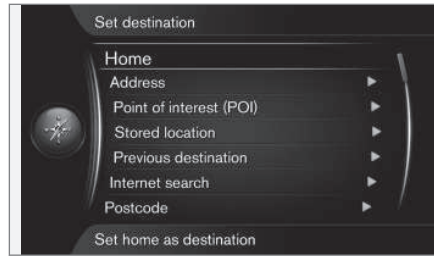 Set destination
Home
Address
Point of interest (POI)
Stored location
Previous destination
Internet search
Postcode
Set home as destination